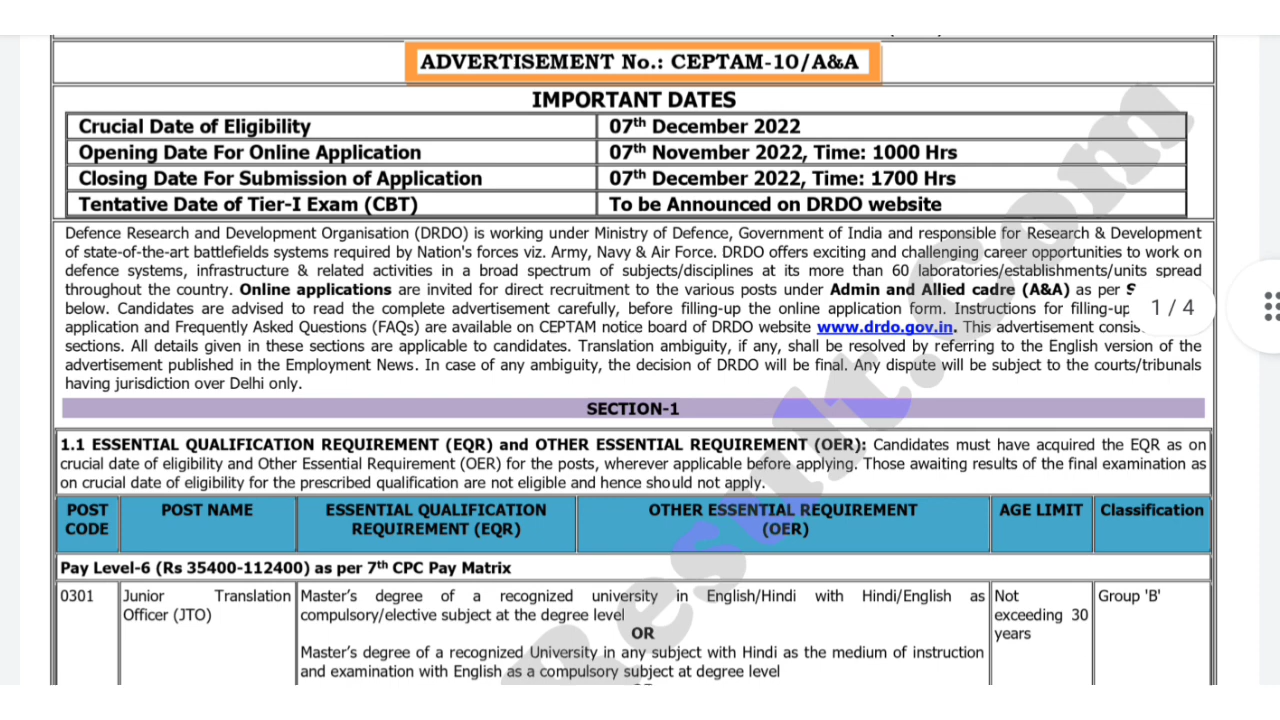 ADVERTISEMENT No.: CEPTAM-10/A&A
IMPORTANT DATES
Crucial Date of Eligibility 07th December 2022
Opening Date For Online Application 07th November 2022, Time: 1000 Hrs
Closing Date For Submission of Application 07th December 2022, Time: 1700 Hrs
Tentative Date of Tier-I Exam (CBT) To be Announced on DRDO website
Defence Research and Development Organisation (DRDO) is working under Ministry of Defence, Government of India and responsible for Research & Development
of state-of-the-art battlefields systems required by Nation's forces viz. Army, Navy & Air Force. DRDO offers exciting and challenging career opportunities to work on
defence systems, infrastructure & related activities in a broad spectrum of subjects/disciplines at its more than 60 laboratories/establishments/units spread
throughout the country. Online applications are invited for direct recruitment to the various posts under Admin and Allied cadre (A&A) as per
below. Candidates are advised to read the complete advertisement carefully, before filling-up the online application form. Instructions for filling-up
1 / 4
application and Frequently Asked Questions (FAQs) are available on CEPTAM notice board of DRDO website www.drdo.gov.in. This advertisement consis
sections. All details given in these sections are applicable to candidates. Translation ambiguity, if any, shall be resolved by referring to the English version of the
advertisement published in the Employment News. In case of any ambiguity, the decision of DRDO will be final. Any dispute will be subject to the courts/tribunals
having jurisdiction over Delhi only.
SECTION-1
1.1 ESSENTIAL QUALIFICATION REQUIREMENT (EQR) and OTHER ESSENTIAL REQUIREMENT (OER): Candidates must have acquired the EQR as on
crucial date of eligibility and Other Essential Requirement (OER) for the posts, wherever applicable before applying. Those awaiting results of the final examination as
on crucial date of eligibility for the prescribed qualification are not eligible and hence should not apply.
POST CODE POST NAME ESSENTIAL QUALIFICATION REQUIREMENT (EQR) OTHER ESSENTIAL REQUIREMENT (OER) AGE LIMIT Classification
Pay Level-6 (Rs 35400-112400) as per 7th CPC Pay Matrix
0301 Junior Translation Master's degree of a recognized university in English/Hindi with Hindi/English as Not Group 'B'
Officer (JTO) compulsory/elective subject at the degree level exceeding 30
OR years
Master's degree of a recognized University in any subject with Hindi as the medium of instruction
and examination with English as a compulsory subject at degree level
Result.Com